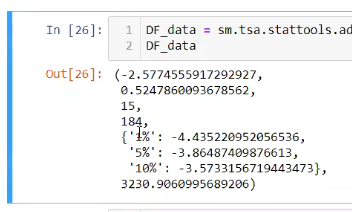 In [26]:
1 DF_data = sm.tsa.stattools.ad
2 DF_data
Out[26]: (-2.5774555917292927,
0.5247860093678562,
15,
184,
{'1%': -4.435220952056536,
'5%': -3.86487409876613,
'10%': -3.5733156719443473},
3230.9060995689206)